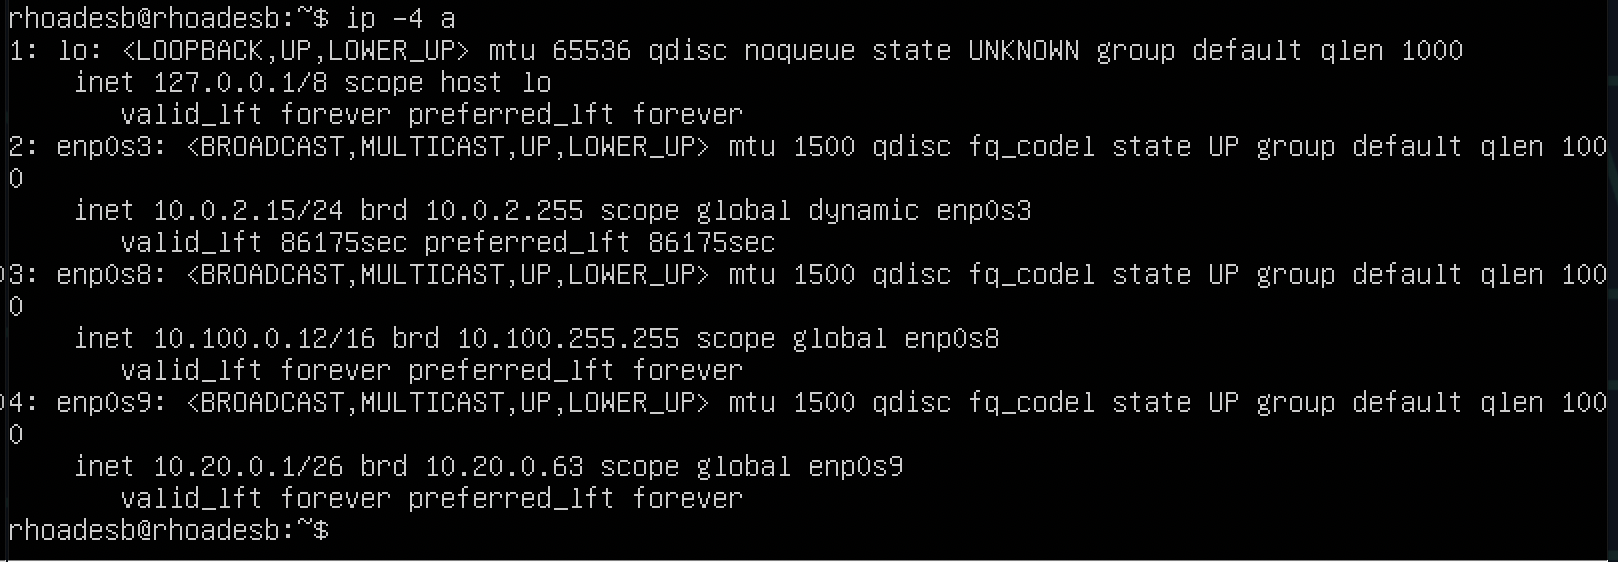 rhoadesb@rhoadesb:~$ ip -4 a
1: lo: <LOOPBACK,UP,LOWER_UP> mtu 65536 qdisc noqueue state UNKNOWN group default qlen 1000
    inet 127.0.0.1/8 scope host lo
       valid_lft forever preferred_lft forever
2: enp0s3: <BROADCAST,MULTICAST,UP,LOWER_UP> mtu 1500 qdisc fq_codel state UP group default qlen 100
0
    inet 10.0.2.15/24 brd 10.0.2.255 scope global dynamic enp0s3
       valid_lft 86175sec preferred_lft 86175sec
3: enp0s8: <BROADCAST,MULTICAST,UP,LOWER_UP> mtu 1500 qdisc fq_codel state UP group default qlen 100
0
    inet 10.100.0.12/16 brd 10.100.255.255 scope global enp0s8
       valid_lft forever preferred_lft forever
4: enp0s9: <BROADCAST,MULTICAST,UP,LOWER_UP> mtu 1500 qdisc fq_codel state UP group default qlen 100
0
    inet 10.20.0.1/26 brd 10.20.0.63 scope global enp0s9
       valid_lft forever preferred_lft forever
rhoadesb@rhoadesb:~$